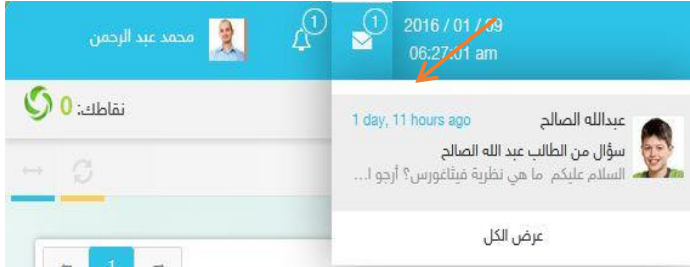 محمد عبد الرحمن
1
1
2016 / 01 / 09
06:27:01 am
نقاطك: 0
عبدالله الصالح
1 day, 11 hours ago
سؤال من الطالب عبد الله الصالح
السلام عليكم ما هي نظرية فيثاغورس؟ أرجو ا...
عرض الكل
1